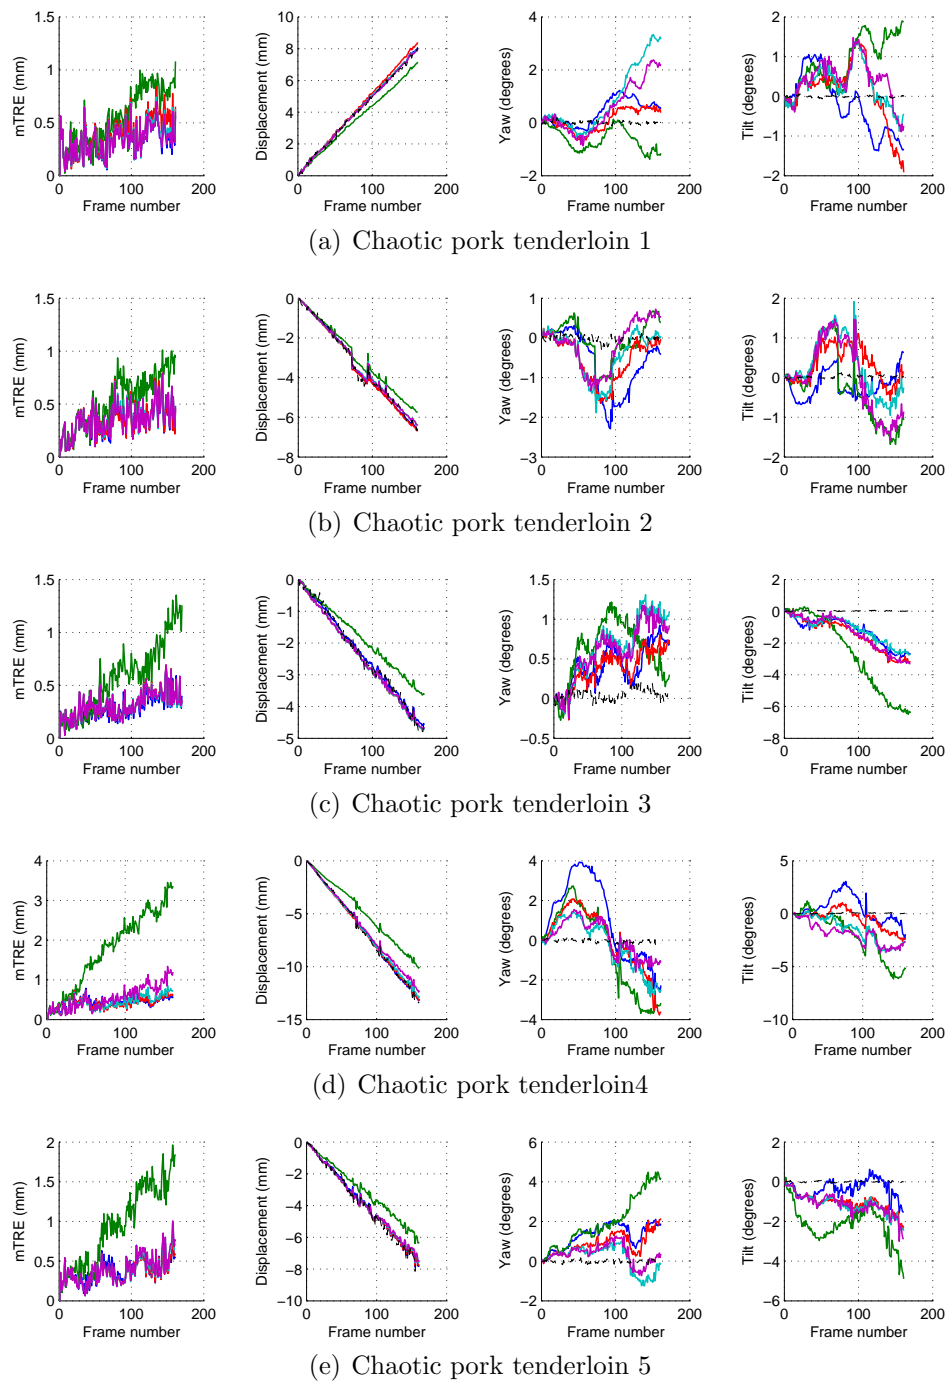 1.5
1
0.5
0
mTRE (mm)
0 100 200
Frame number
10
8
6
4
2
0
Displacement (mm)
0 100 200
Frame number
4
2
0
−2
Yaw (degrees)
0 100 200
Frame number
2
1
0
−1
2
Tilt (degrees)
0 100 200
Frame number
(a) Chaotic pork tenderloin 1
1.5
1
0.5
0
mTRE (mm)
0 100 200
Frame number
0
−2
−4
−6
−8
Displacement (mm)
0 100 200
Frame number
1
0
−1
−2
−3
Yaw (degrees)
0 100 200
Frame number
2
1
0
−1
−2
Tilt (degrees)
0 100 200
Frame number
(b) Chaotic pork tenderloin 2
1.5
1
0.5
0
mTRE (mm)
0 100 200
Frame number
0
−1
−2
−3
−4
−5
Displacement (mm)
0 100 200
Frame number
1.5
1
0.5
0
−0.5
Yaw (degrees)
0 100 200
Frame number
2
0
−2
−4
−6
−8
Tilt (degrees)
0 100 200
Frame number
(c) Chaotic pork tenderloin 3
4
3
2
1
0
mTRE (mm)
0 100 200
Frame number
0
−5
−10
−15
Displacement (mm)
0 100 200
Frame number
4
2
0
−2
−4
Yaw (degrees)
0 100 200
Frame number
5
0
−5
−10
Tilt (degrees)
0 100 200
Frame number
(d) Chaotic pork tenderloin4
2
1.5
1
0.5
0
mTRE (mm)
0 100 200
Frame number
0
−2
−4
−6
−8
−10
Displacement (mm)
0 100 200
Frame number
6
4
2
0
−2
Yaw (degrees)
0 100 200
Frame number
2
0
−2
−4
−6
Tilt (degrees)
0 100 200
Frame number
(e) Chaotic pork tenderloin 5